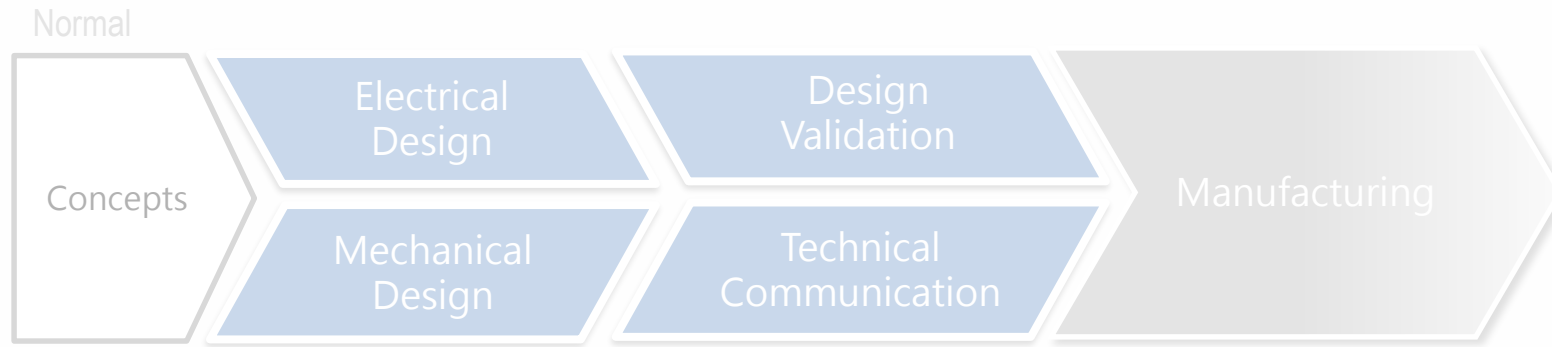 Normal
Concepts
Electrical
Design
Mechanical
Design
Design
Validation
Technical
Communication
Manufacturing